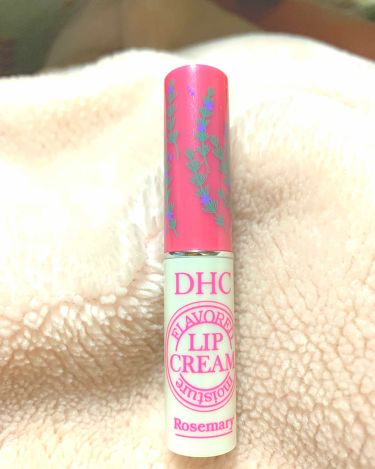 DHC
FLAVORED
LIP
CREAM
moisture
Rosemary